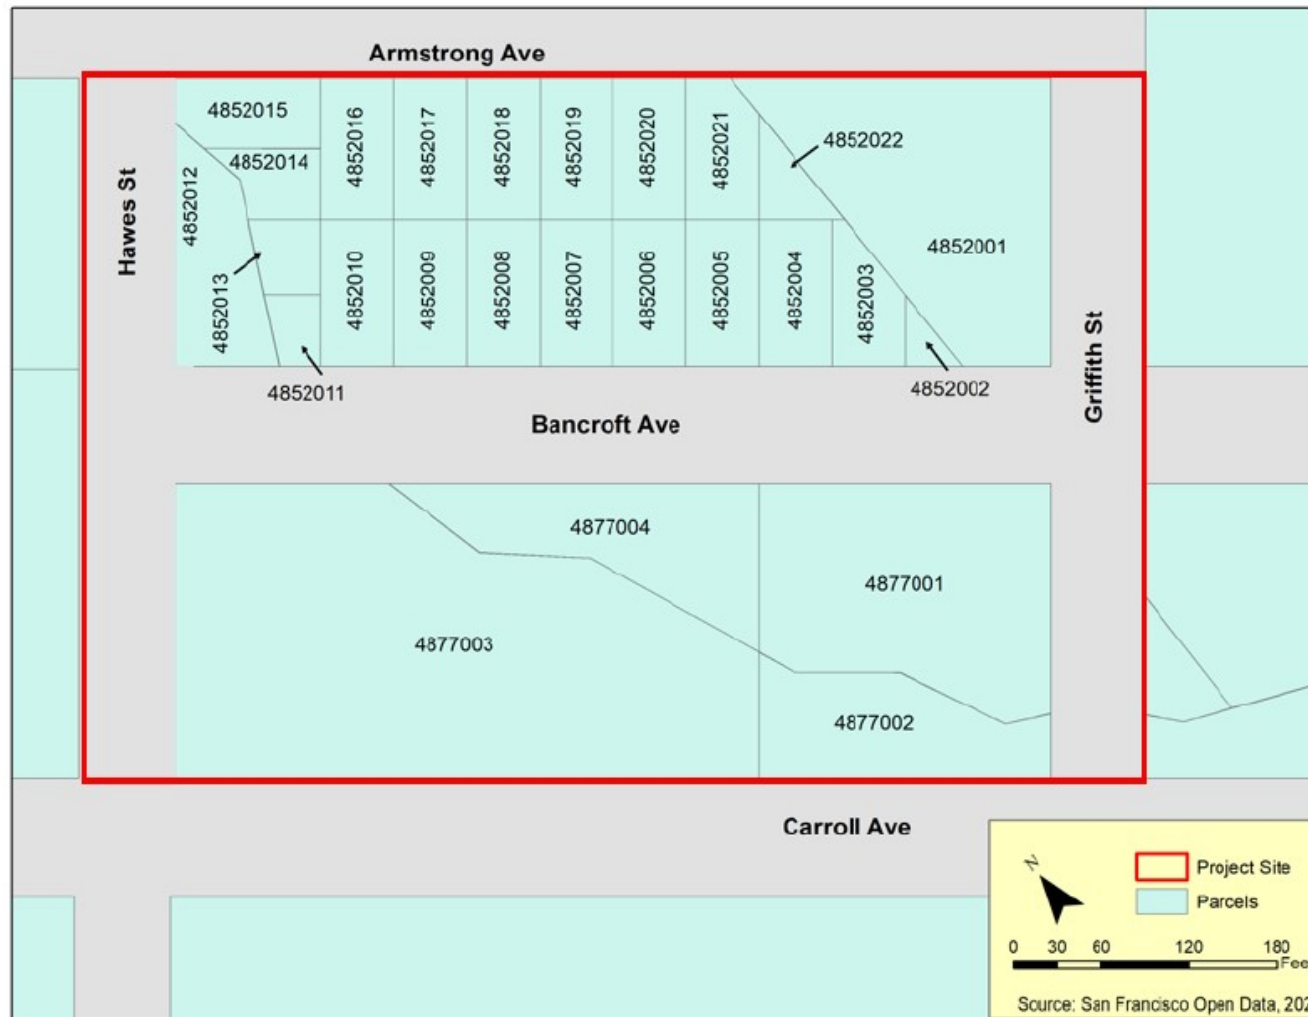 Armstrong Ave
4852015
4852014
4852012
4852013
4852011
4852016
4852017
4852018
4852019
4852020
4852021
4852022
4852001
4852010
4852009
4852008
4852007
4852006
4852005
4852004
4852003
4852002
Hawes St
Griffith St
Bancroft Ave
4877004
4877001
4877003
4877002
Carroll Ave
N
Project Site
Parcels
0 30 60 120 180
Fee
Source: San Francisco Open Data, 202